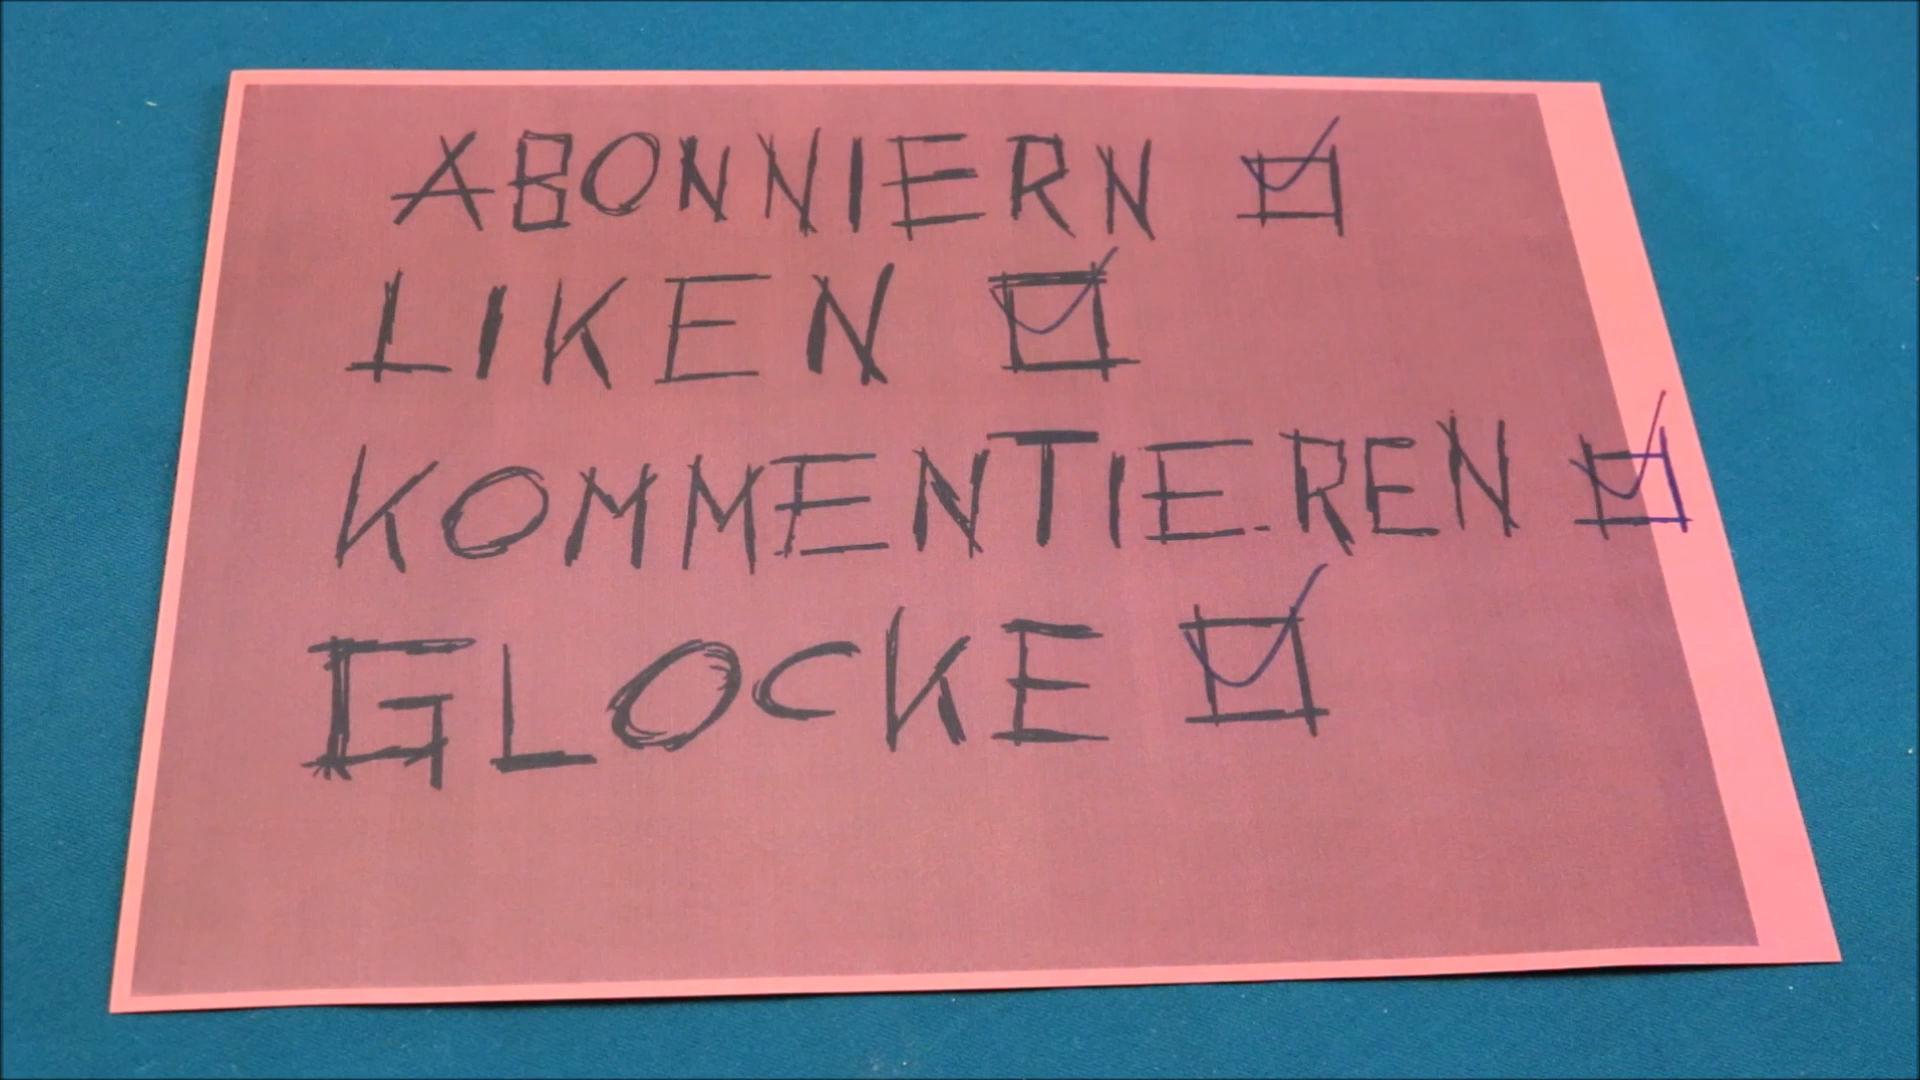 ABONNIERN ☑
LIKEN ☑
KOMMENTIEREN ☑
GLOCKE ☑